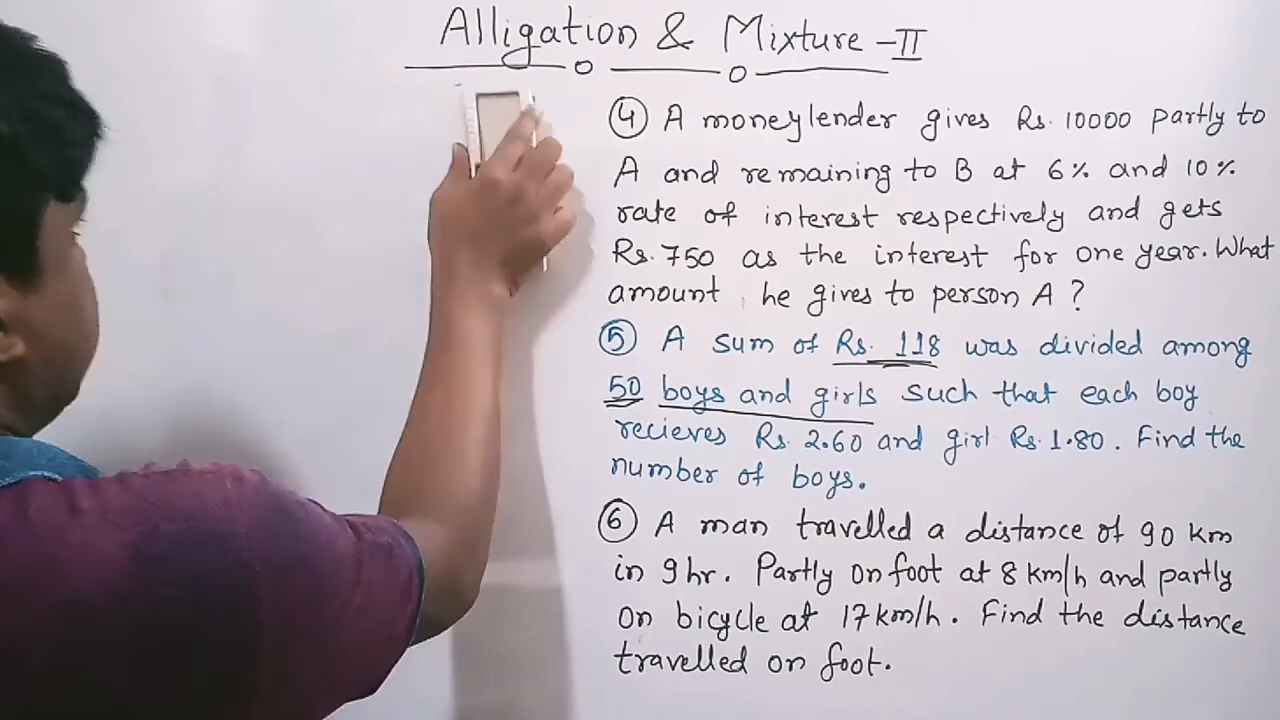 Alligation & Mixture -II
④ A moneylender gives Rs. 10000 partly to
A and remaining to B at 6% and 10%
rate of interest respectively and gets
Rs. 750 as the interest for one year. What
amount he gives to person A ?
⑤ A sum of Rs. 118 was divided among
50 boys and girls such that each boy
recieves Rs. 2.60 and girl Rs. 1.80. Find the
number of boys.
⑥ A man travelled a distance of 90 km
in 9 hr. Partly on foot at 8 km/h and partly
on bicycle at 17 km/h. Find the distance
travelled on foot.